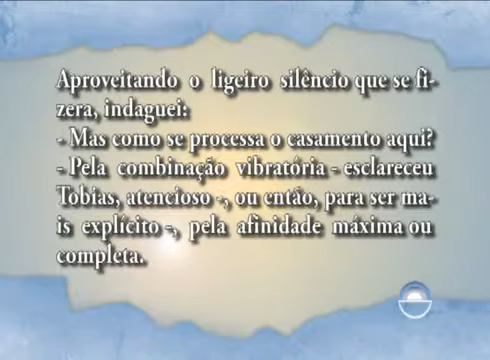 Aproveitando o ligeiro silêncio que se fi-
zera, indaguei:
- Mas como se processa o casamento aqui?
- Pela combinação vibratória - esclareceu
Tobias, atencioso -, ou então, para ser ma-
is explícito -, pela afinidade máxima ou
completa.